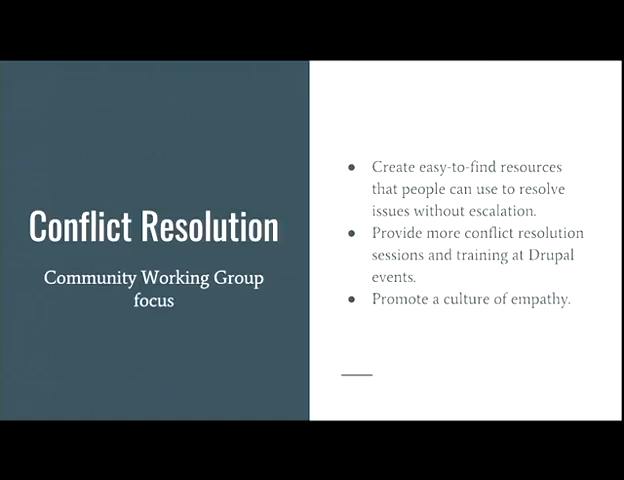 Conflict Resolution
Community Working Group
focus
● Create easy-to-find resources
that people can use to resolve
issues without escalation.
● Provide more conflict resolution
sessions and training at Drupal
events.
● Promote a culture of empathy.